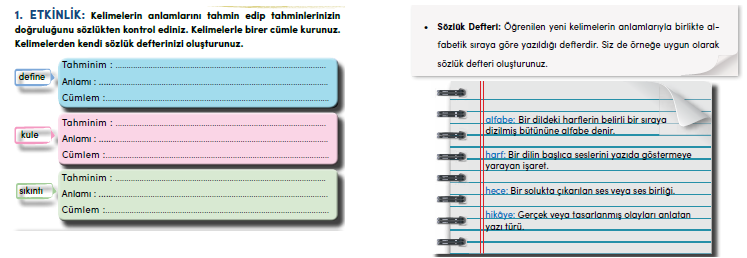 1. ETKİNLİK: Kelimelerin anlamlarını tahmin edip tahminlerinizin
doğruluğunu sözlükten kontrol ediniz. Kelimelerle birer cümle kurunuz.
Kelimelerden kendi sözlük defterinizi oluşturunuz.
define
Tahminim : ........................................................................
Anlamı : ........................................................................
Cümlem :........................................................................
kule
Tahminim : ........................................................................
Anlamı : ........................................................................
Cümlem:........................................................................
sıkıntı
Tahminim : ........................................................................
Anlamı : ........................................................................
Cümlem :........................................................................
• Sözlük Defteri: Öğrenilen yeni kelimelerin anlamlarıyla birlikte al-
fabetik sıraya göre yazıldığı defterdir. Siz de örneğe uygun olarak
sözlük defteri oluşturunuz.
alfabe: Bir dildeki harflerin belirli bir sıraya
dizilmiş bütününe alfabe denir.
harf: Bir dilin başlıca seslerini yazıda göstermeye
yarayan işaret.
hece: Bir solukta çıkarılan ses veya ses birliği.
hikâye: Gerçek veya tasarlanmış olayları anlatan
yazı türü.